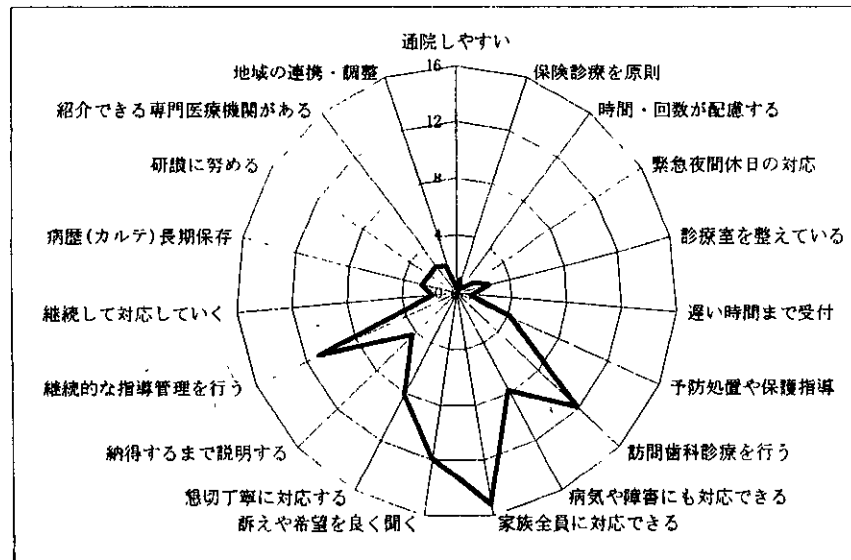 通院しやすい
保険診療を原則
時間・回数が配慮する
緊急夜間休日の対応
診療室を整えている
遅い時間まで受付
予防処置や保護指導
訪問歯科診療を行う
病気や障害にも対応できる
家族全員に対応できる
訴えや希望を良く聞く
懇切丁寧に対応する
納得するまで説明する
継続的な指導管理を行う
継続して対応していく
病歴(カルテ)長期保存
研讃に努める
紹介できる専門医療機関がある
地域の連携・調整
16
12
8
4
0